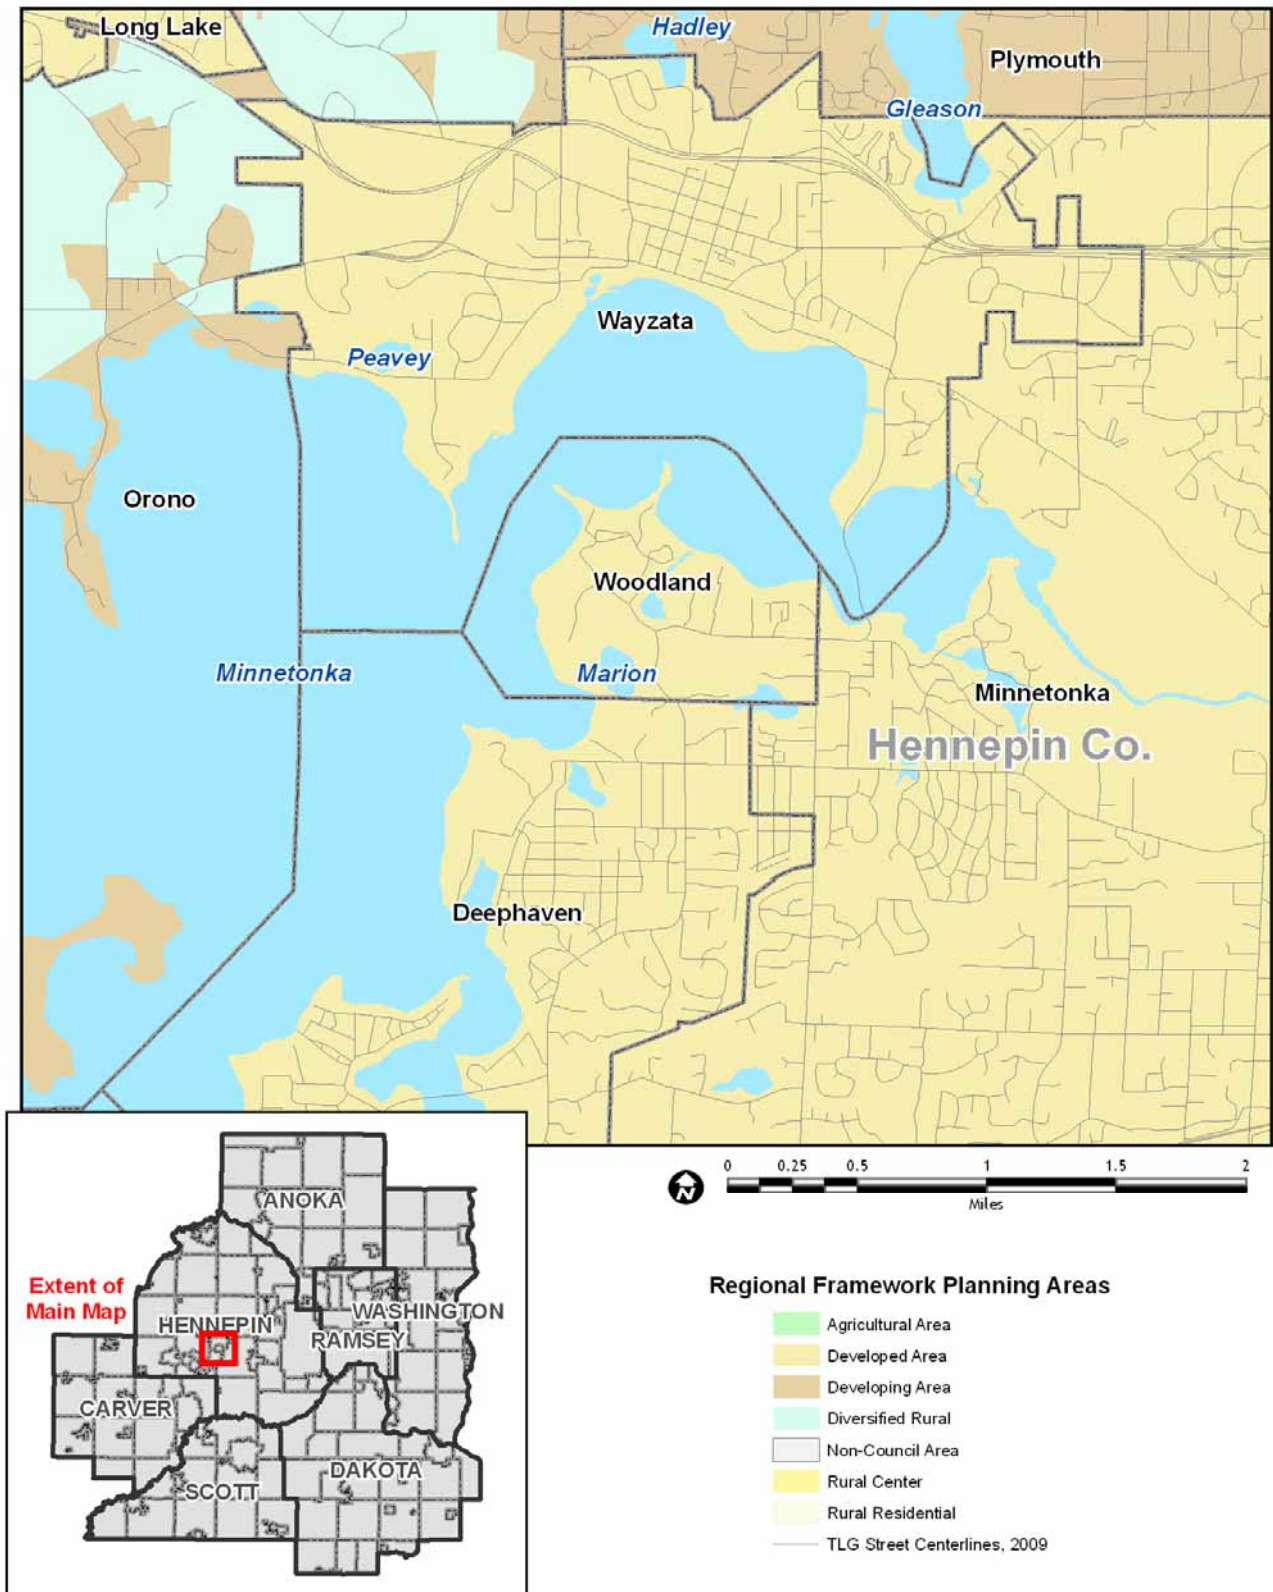 Long Lake
Hadley
Plymouth
Gleason
Wayzata
Peavey
Orono
Woodland
Minnetonka
Marion
Minnetonka
Hennepin Co.
Deephaven
0 0.25 0.5 1 1.5 2
Miles
N
ANOKA
Extent of
Main Map
HENNEPIN
WASHINGTON
RAMSEY
CARVER
SCOTT
DAKOTA
Regional Framework Planning Areas
Agricultural Area
Developed Area
Developing Area
Diversified Rural
Non-Council Area
Rural Center
Rural Residential
TLG Street Centerlines, 2009